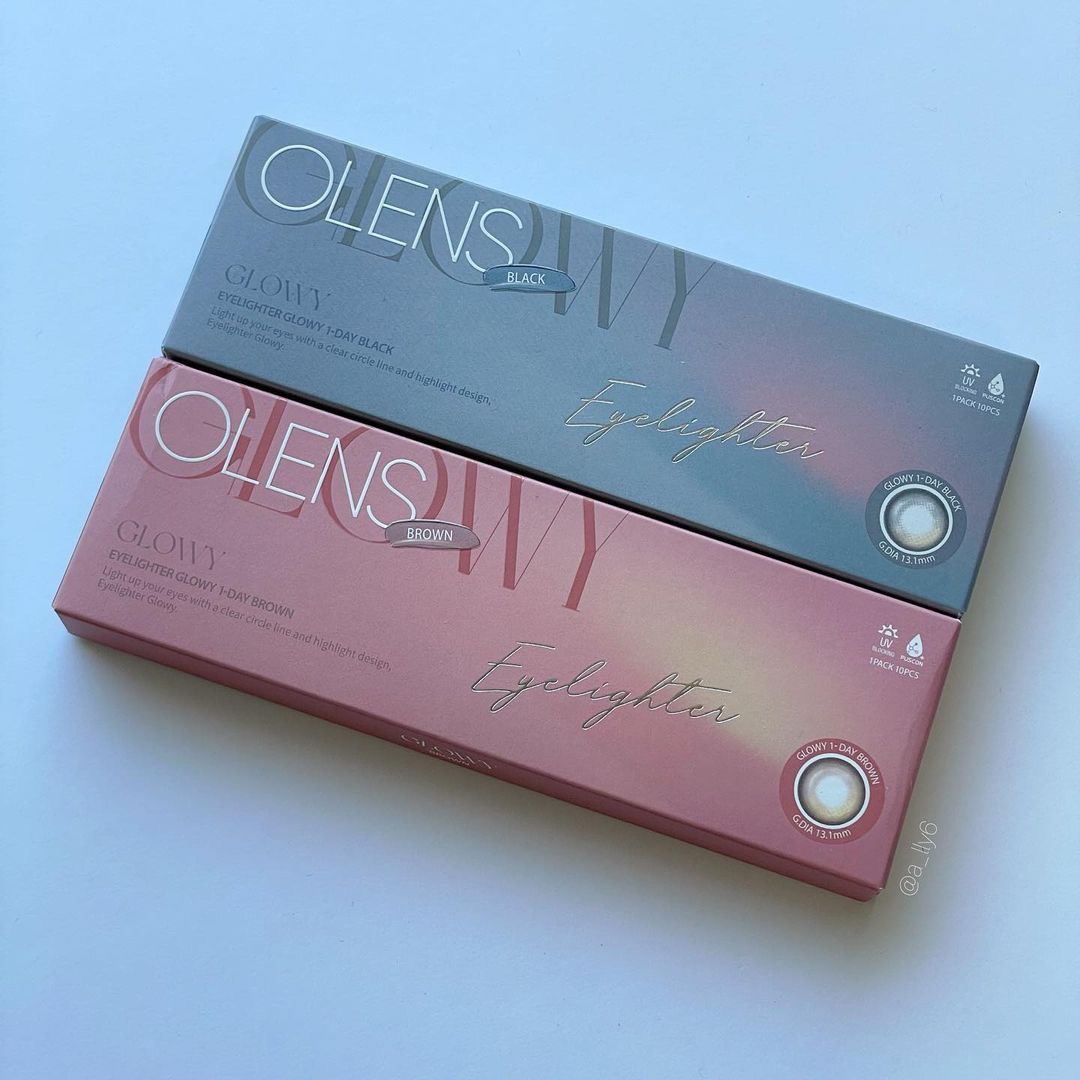 GLOWY
OLENS
BLACK
GLOWY
EYELIGHTER GLOWY 1-DAY BLACK
Light up your eyes with a clear circle line and highlight design,
Eyelighter Glowy.
Eyelighter
UV
BLOCKING
PUSCON
1PACK 10PCS
GLOWY 1-DAY BLACK
G.DIA 13.1mm
GLOWY
OLENS
BROWN
GLOWY
EYELIGHTER GLOWY 1-DAY BROWN
Light up your eyes with a clear circle line and highlight design,
Eyelighter Glowy.
Eyelighter
UV
BLOCKING
PUSCON
1PACK 10PCS
GLOWY 1-DAY BROWN
G.DIA 13.1mm
GLOWY
BROWN
@a_lly6